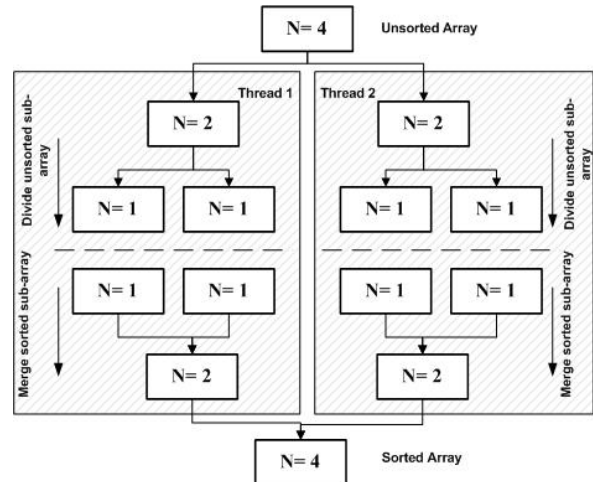 N= 4
Unsorted Array
Thread 1
Thread 2
N= 2
N= 2
Divide unsorted sub-
array
Divide unsorted sub-
array
N= 1
N= 1
N= 1
N= 1
Merge sorted sub-array
Merge sorted sub-array
N= 1
N= 1
N= 1
N= 1
N= 2
N= 2
N= 4
Sorted Array